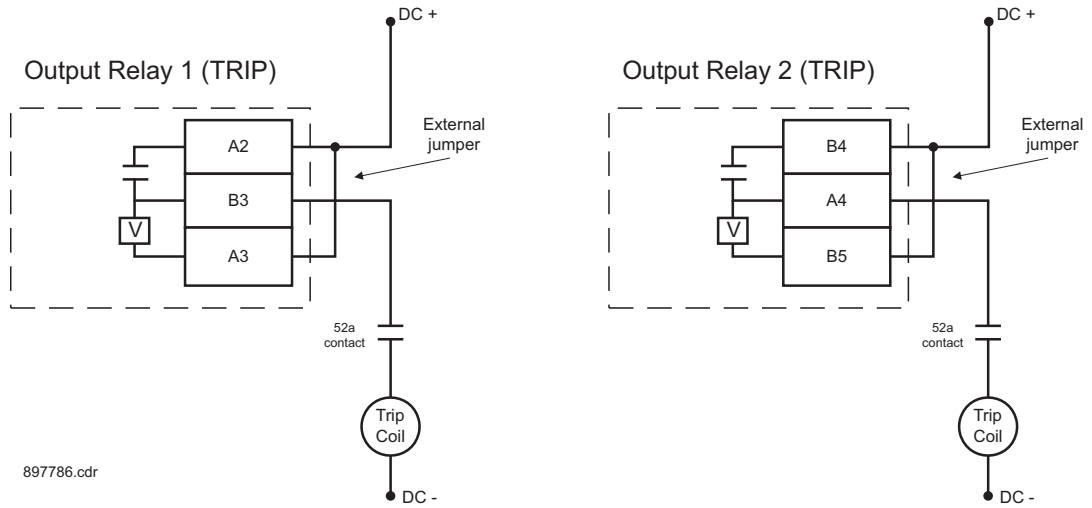 DC +
Output Relay 1 (TRIP)
External
jumper
A2
B3
V
A3
52a
contact
Trip
Coil
DC -
897786.cdr
DC +
Output Relay 2 (TRIP)
External
jumper
B4
A4
V
B5
52a
contact
Trip
Coil
DC -